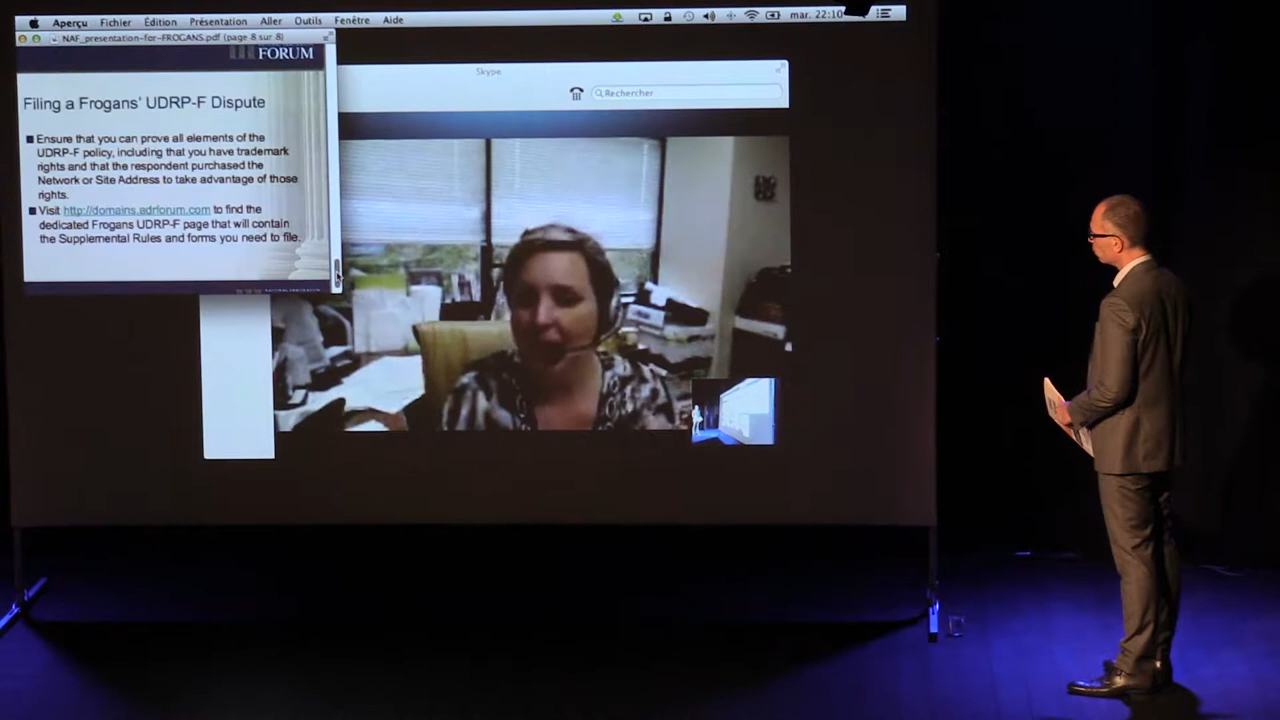 Aperçu Fichier Édition Présentation Aller Outils Fenêtre Aide mar. 22:10
NAF_presentation-for-FROGANS.pdf (page 8 sur 8)
FORUM
Skype
Rechercher
Filing a Frogans' UDRP-F Dispute
Ensure that you can prove all elements of the
UDRP-F policy, including that you have trademark
rights and that the respondent purchased the
Network or Site Address to take advantage of those
rights.
Visit http://domains.adrforum.com to find the
dedicated Frogans UDRP-F page that will contain
the Supplemental Rules and forms you need to file.